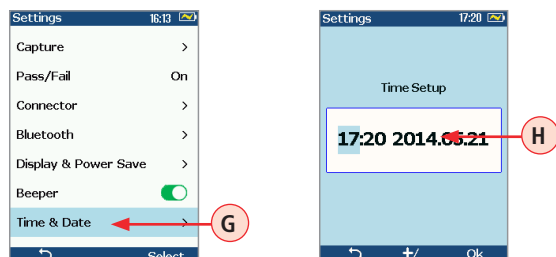 Settings 16:13
Capture >
Pass/Fail On
Connector >
Bluetooth >
Display & Power Save >
Beeper
Time & Date >
G
Select
Settings 17:20
Time Setup
17:20 2014.05.21
H
+/ Ok